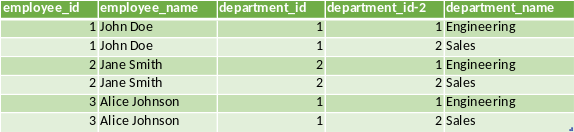 employee_id employee_name department_id department_id-2 department_name
1 John Doe 1 1 Engineering
1 John Doe 1 2 Sales
2 Jane Smith 2 1 Engineering
2 Jane Smith 2 2 Sales
3 Alice Johnson 1 1 Engineering
3 Alice Johnson 1 2 Sales